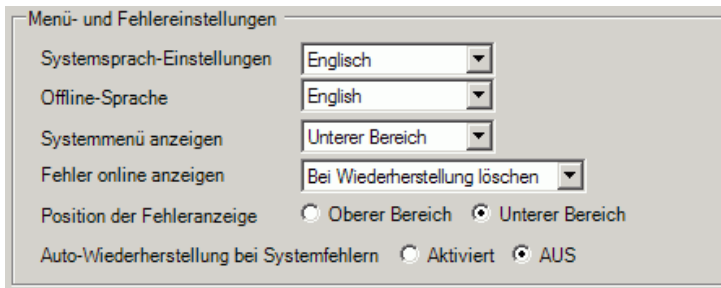 Menü- und Fehlereinstellungen
Systemsprach-Einstellungen Englisch
Offline-Sprache English
Systemmenü anzeigen Unterer Bereich
Fehler online anzeigen Bei Wiederherstellung löschen
Position der Fehleranzeige Oberer Bereich Unterer Bereich
Auto-Wiederherstellung bei Systemfehlern Aktiviert AUS